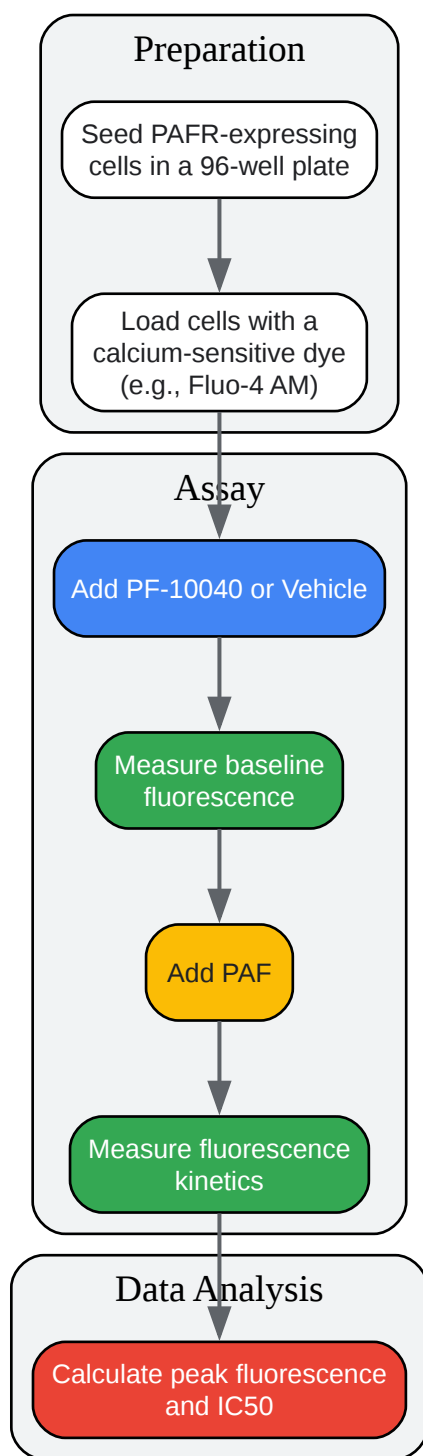 Preparation
Seed PAFR-expressing
cells in a 96-well plate
Load cells with a
calcium-sensitive dye
(e.g., Fluo-4 AM)
Assay
Add PF-10040 or Vehicle
Measure baseline
fluorescence
Add PAF
Measure fluorescence
kinetics
Data Analysis
Calculate peak fluorescence
and IC50